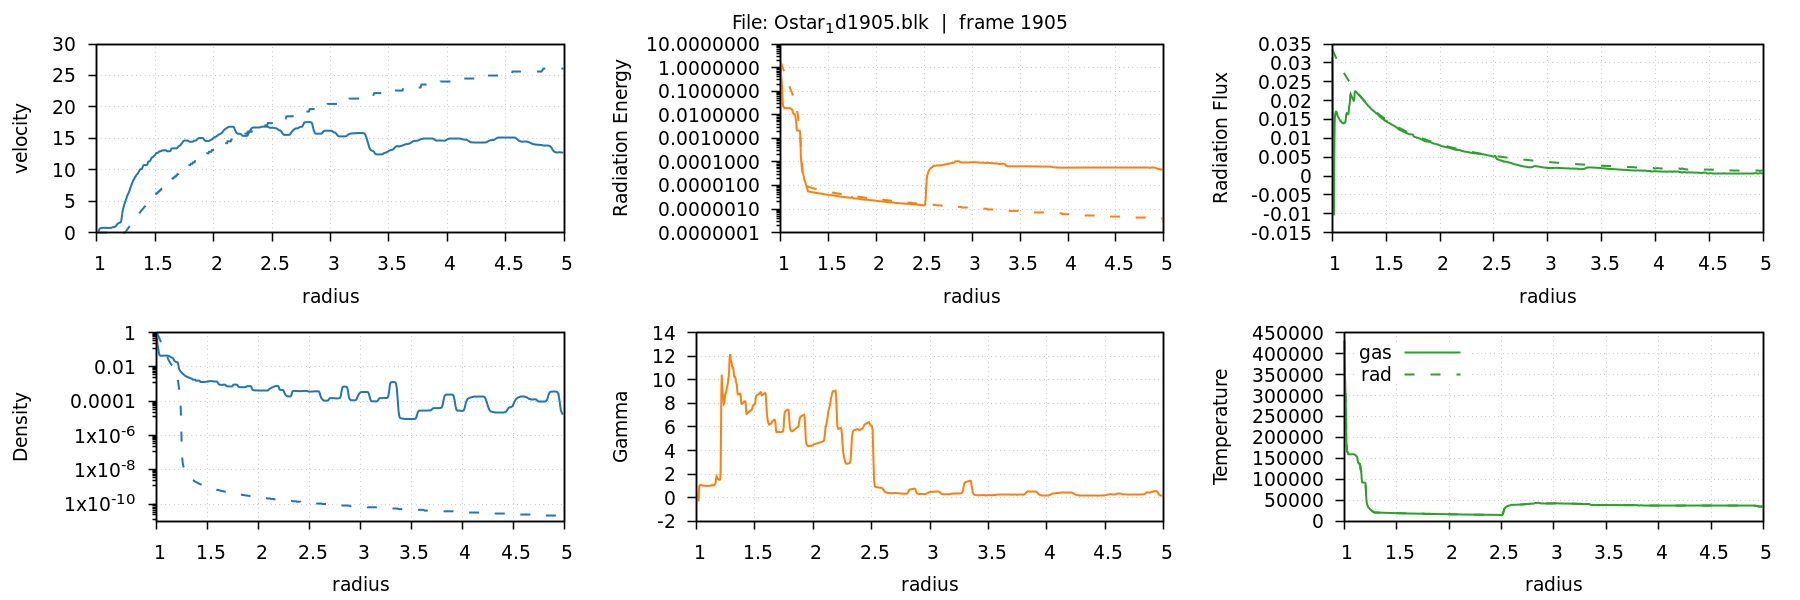 File: Ostar₁d1905.blk | frame 1905
velocity
30
25
20
15
10
5
0
1 1.5 2 2.5 3 3.5 4 4.5 5
radius
Radiation Energy
10.0000000
1.0000000
0.1000000
0.0100000
0.0010000
0.0001000
0.0000100
0.0000010
0.0000001
1 1.5 2 2.5 3 3.5 4 4.5 5
radius
Radiation Flux
0.035
0.03
0.025
0.02
0.015
0.01
0.005
0
-0.005
-0.01
-0.015
1 1.5 2 2.5 3 3.5 4 4.5 5
radius
Density
1
0.01
0.0001
1x10⁻⁶
1x10⁻⁸
1x10⁻¹⁰
1 1.5 2 2.5 3 3.5 4 4.5 5
radius
Gamma
14
12
10
8
6
4
2
0
-2
1 1.5 2 2.5 3 3.5 4 4.5 5
radius
Temperature
450000
400000
350000
300000
250000
200000
150000
100000
50000
0
gas
rad
1 1.5 2 2.5 3 3.5 4 4.5 5
radius